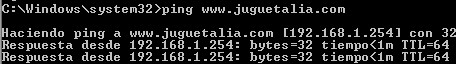 C:\Windows\system32>ping www.juguetalia.com
Haciendo ping a www.juguetalia.com [192.168.1.254] con 32
Respuesta desde 192.168.1.254: bytes=32 tiempo<1m TTL=64
Respuesta desde 192.168.1.254: bytes=32 tiempo<1m TTL=64